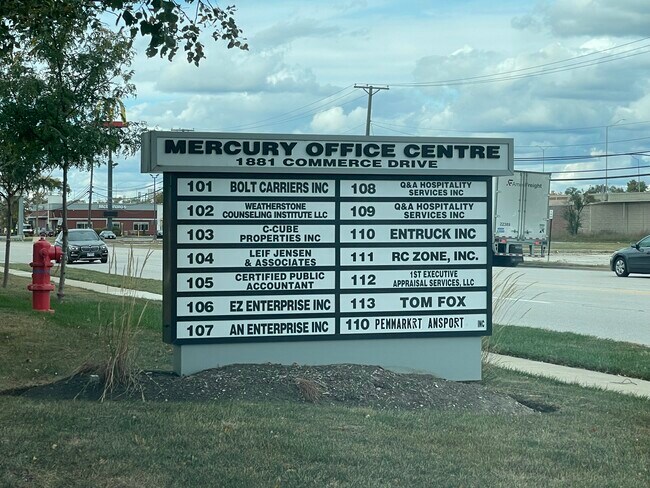 MERCURY OFFICE CENTRE
1881 COMMERCE DRIVE
101 BOLT CARRIERS INC
102 WEATHERSTONE
COUNSELING INSTITUTE LLC
103 C-CUBE
PROPERTIES INC
104 LEIF JENSEN
& ASSOCIATES
105 CERTIFIED PUBLIC
ACCOUNTANT
106 EZ ENTERPRISE INC
107 AN ENTERPRISE INC
108 Q&A HOSPITALITY
SERVICES INC
109 Q&A HOSPITALITY
SERVICES INC
110 ENTRUCK INC
111 RC ZONE, INC.
112 1ST EXECUTIVE
APPRAISAL SERVICES, LLC
113 TOM FOX
110 PENMARKRT ANSPORT INC